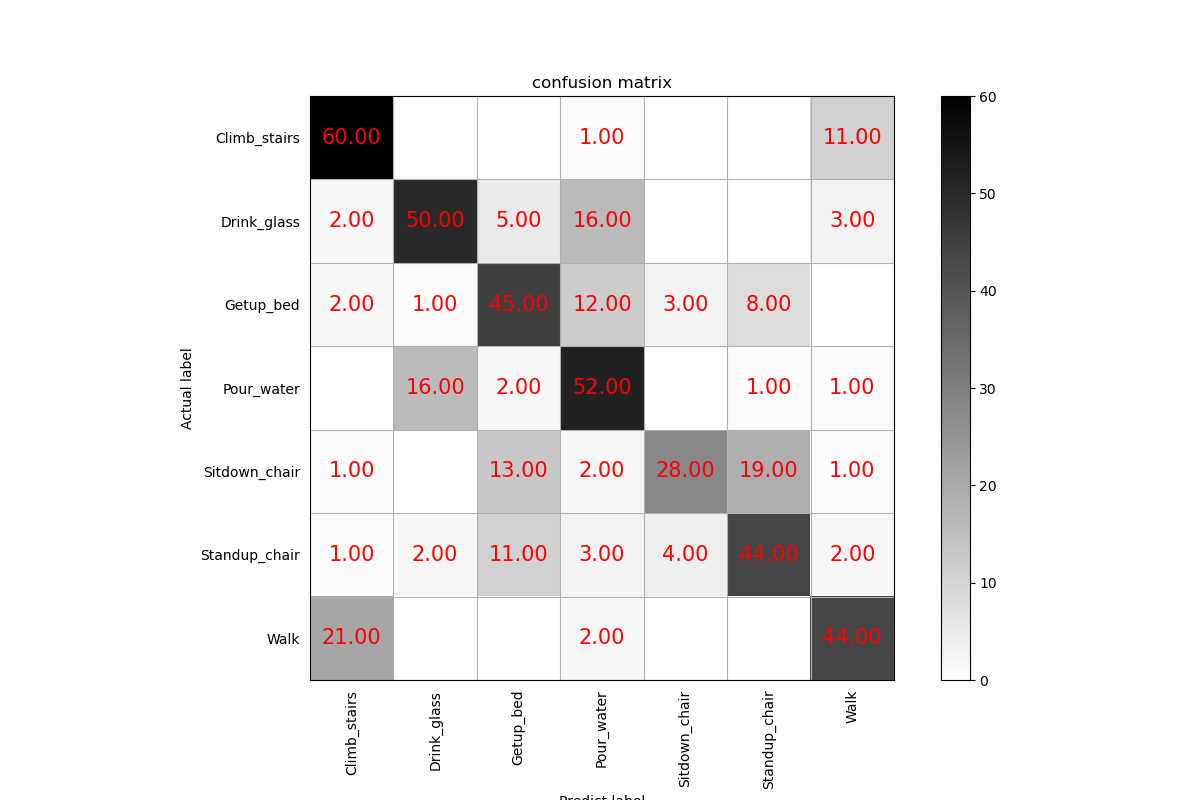 confusion matrix
Climb_stairs 60.00 1.00 11.00
Drink_glass 2.00 50.00 5.00 16.00 3.00
Getup_bed 2.00 1.00 45.00 12.00 3.00 8.00
Pour_water 16.00 2.00 52.00 1.00 1.00
Sitdown_chair 1.00 13.00 2.00 28.00 19.00 1.00
Standup_chair 1.00 2.00 11.00 3.00 4.00 44.00 2.00
Walk 21.00 2.00 44.00
Actual label
Climb_stairs
Drink_glass
Getup_bed
Pour_water
Sitdown_chair
Standup_chair
Walk
Predict label
60
50
40
30
20
10
0